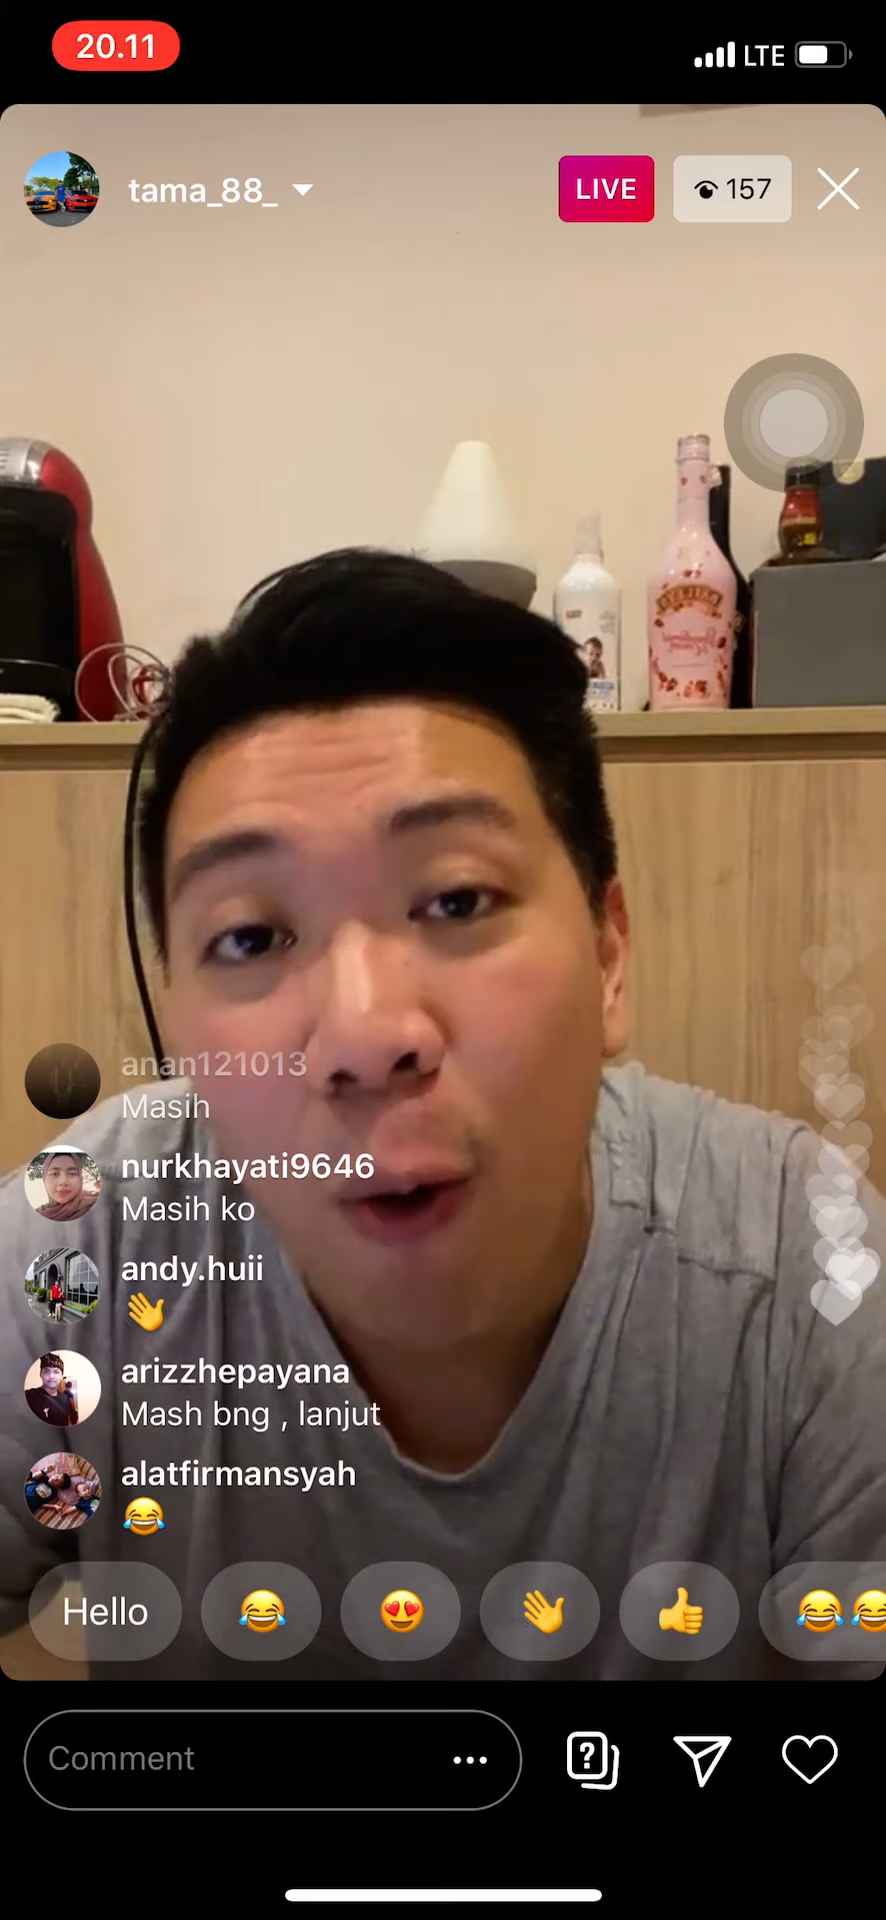 20.11
LTE
tama_88_
LIVE
157
anan121013
Masih
nurkhayati9646
Masih ko
andy.huii
👋
arizzhepayana
Mash bng , lanjut
alatfirmansyah
😂
Hello 😂 😍 👋 👍 😂😂
Comment